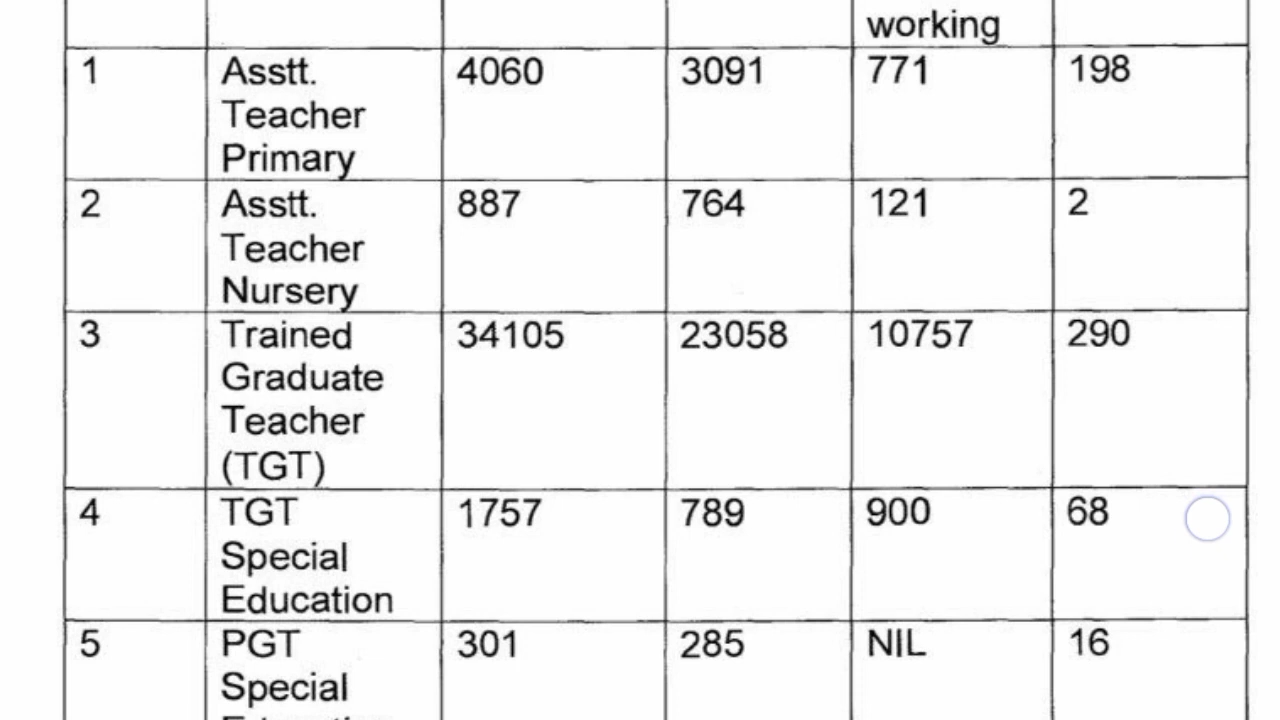 working
1 Asstt. 4060 3091 771 198
Teacher
Primary
2 Asstt. 887 764 121 2
Teacher
Nursery
3 Trained 34105 23058 10757 290
Graduate
Teacher
(TGT)
4 TGT 1757 789 900 68
Special
Education
5 PGT 301 285 NIL 16
Special